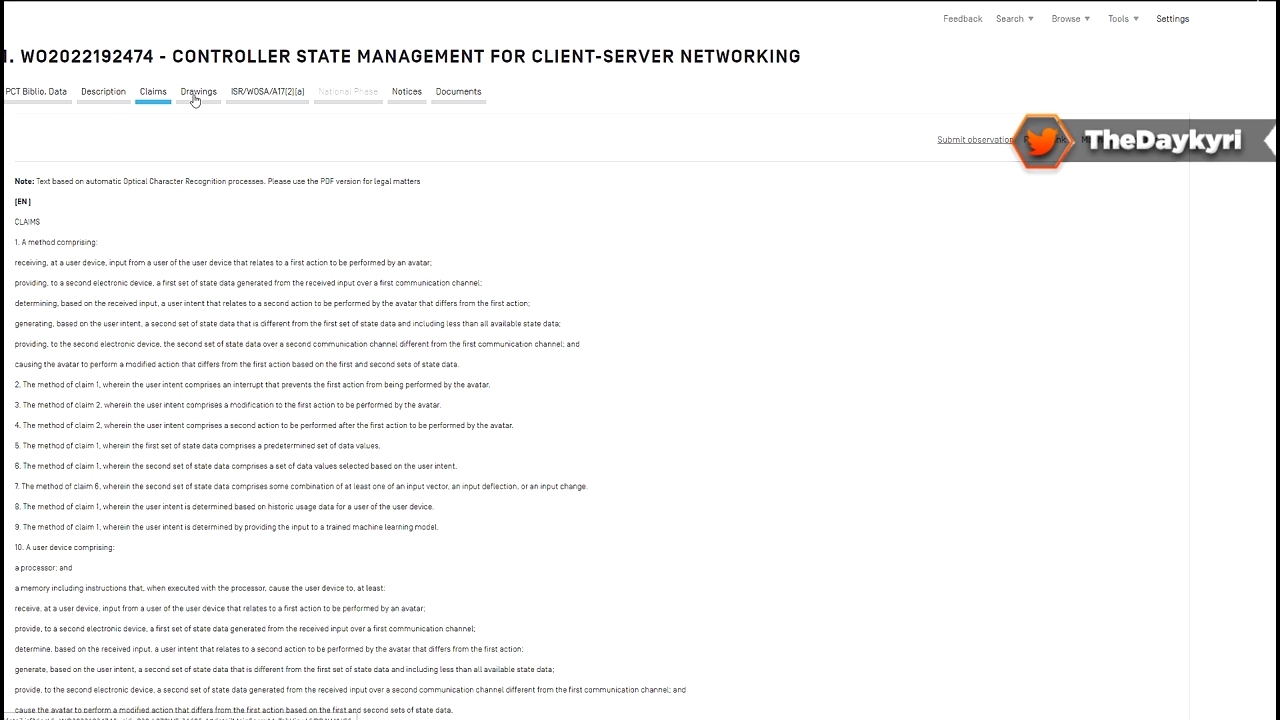 Feedback Search Browse Tools Settings
1. WO2022192474 - CONTROLLER STATE MANAGEMENT FOR CLIENT-SERVER NETWORKING
PCT Biblio. Data Description Claims Drawings ISR/WOSA/A17(2)(a) National Phase Notices Documents
Submit observation
TheDaykyri
Note: Text based on automatic Optical Character Recognition processes. Please use the PDF version for legal matters
[EN]
CLAIMS
1. A method comprising:
receiving, at a user device, input from a user of the user device that relates to a first action to be performed by an avatar;
providing, to a second electronic device, a first set of state data generated from the received input over a first communication channel;
determining, based on the received input, a user intent that relates to a second action to be performed by the avatar that differs from the first action;
generating, based on the user intent, a second set of state data that is different from the first set of state data and including less than all available state data;
providing, to the second electronic device, the second set of state data over a second communication channel different from the first communication channel; and
causing the avatar to perform a modified action that differs from the first action based on the first and second sets of state data.
2. The method of claim 1, wherein the user intent comprises an interrupt that prevents the first action from being performed by the avatar.
3. The method of claim 2, wherein the user intent comprises a modification to the first action to be performed by the avatar.
4. The method of claim 2, wherein the user intent comprises a second action to be performed after the first action to be performed by the avatar.
5. The method of claim 1, wherein the first set of state data comprises a predetermined set of data values.
6. The method of claim 1, wherein the second set of state data comprises a set of data values selected based on the user intent.
7. The method of claim 6, wherein the second set of state data comprises some combination of at least one of an input vector, an input deflection, or an input change.
8. The method of claim 1, wherein the user intent is determined based on historic usage data for a user of the user device.
9. The method of claim 1, wherein the user intent is determined by providing the input to a trained machine learning model.
10. A user device comprising:
a processor; and
a memory including instructions that, when executed with the processor, cause the user device to, at least:
receive, at a user device, input from a user of the user device that relates to a first action to be performed by an avatar;
provide, to a second electronic device, a first set of state data generated from the received input over a first communication channel;
determine, based on the received input, a user intent that relates to a second action to be performed by the avatar that differs from the first action;
generate, based on the user intent, a second set of state data that is different from the first set of state data and including less than all available state data;
provide, to the second electronic device, a second set of state data generated from the received input over a second communication channel different from the first communication channel; and
cause the avatar to perform a modified action that differs from the first action based on the first and second sets of state data.